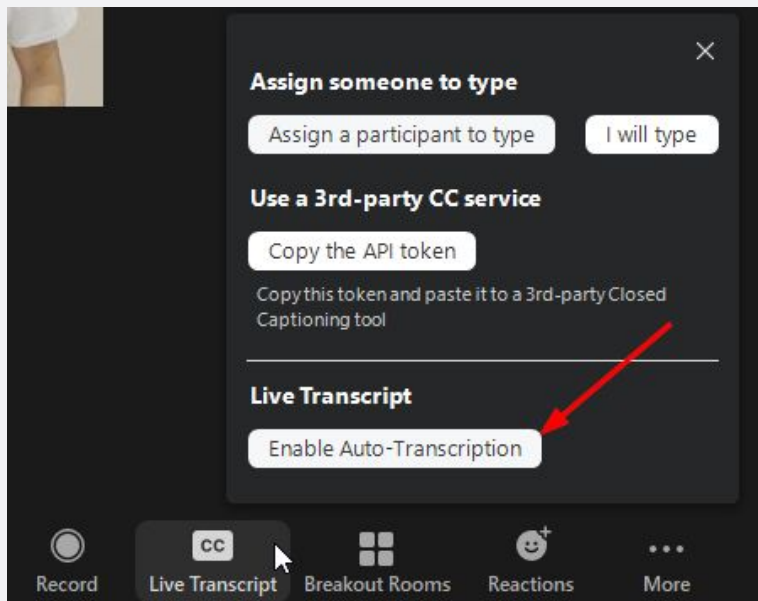 Assign someone to type
Assign a participant to type
I will type
Use a 3rd-party CC service
Copy the API token
Copy this token and paste it to a 3rd-party Closed
Captioning tool
Live Transcript
Enable Auto-Transcription
CC
Record
Live Transcript
Breakout Rooms
Reactions
More